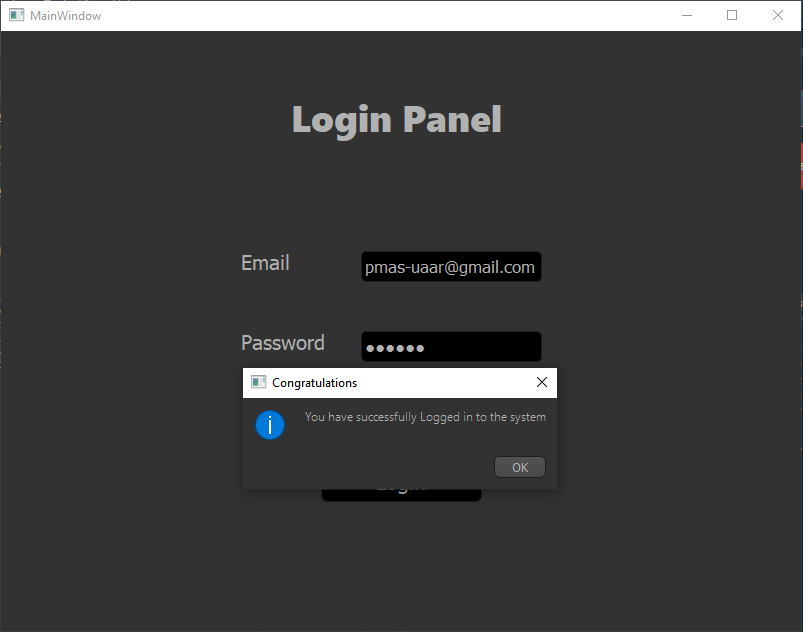 MainWindow
Login Panel
Email
pmas-uaar@gmail.com
Password
Congratulations
You have successfully Logged in to the system
OK